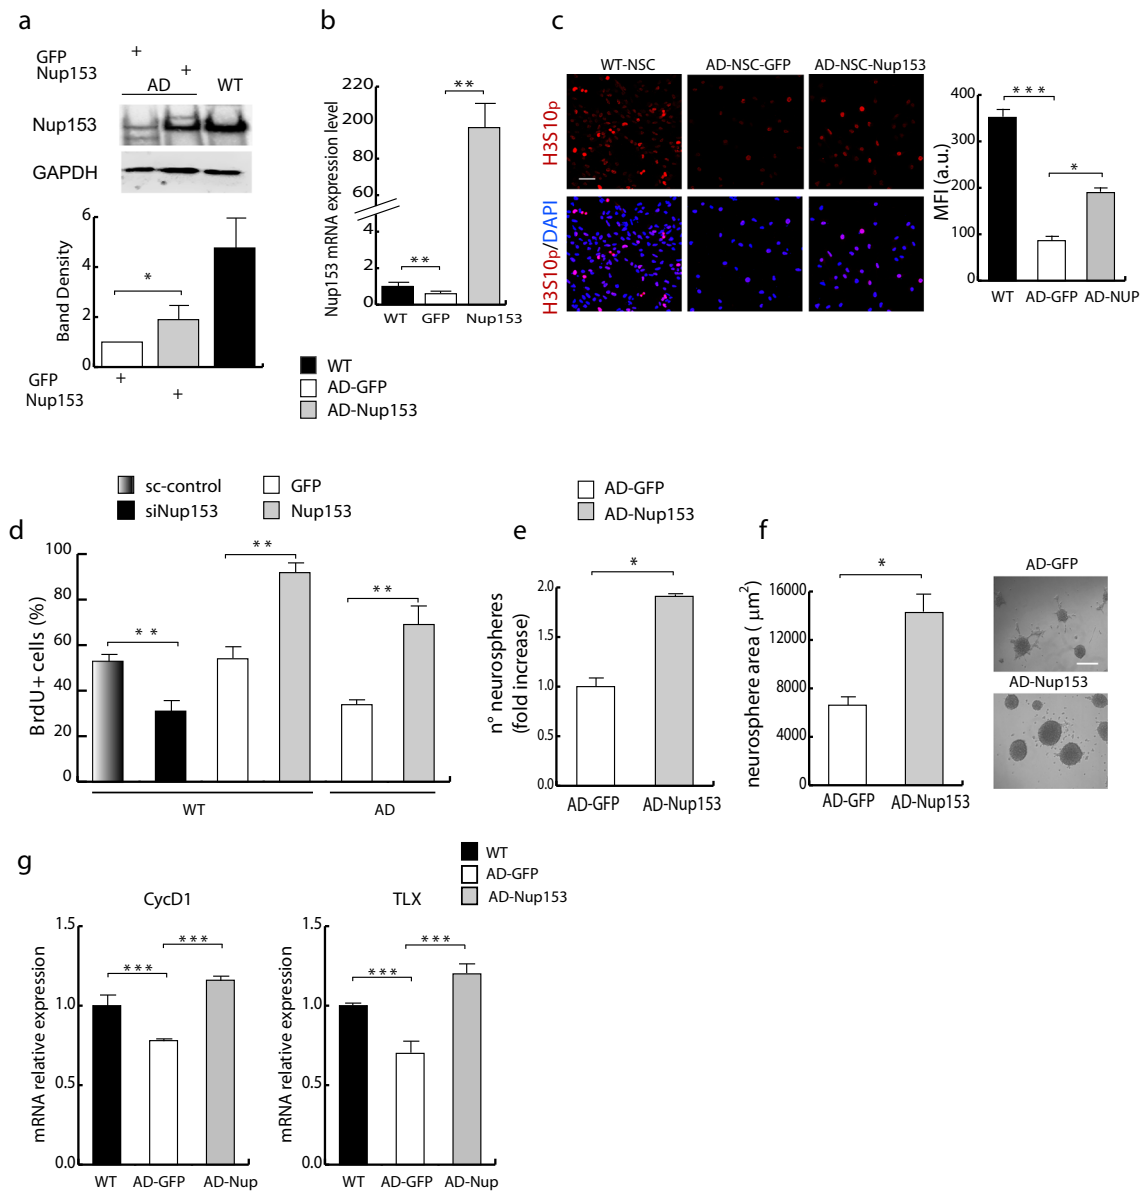 a
GFP +
Nup153 +
AD WT
Nup153
GAPDH
Band Density
6
4
2
0
*
GFP +
Nup153 +
b
Nup153 mRNA expression level
220
200
80
60
4
2
0
**
**
WT GFP Nup153
WT
AD-GFP
AD-Nup153
c
WT-NSC AD-NSC-GFP AD-NSC-Nup153
H3S10p
H3S10p/DAPI
MFI (a.u.)
400
300
200
100
0
***
*
WT AD-GFP AD-NUP
sc-control GFP
siNup153 Nup153
d
BrdU+ cells (%)
100
80
60
40
20
0
**
**
**
WT AD
AD-GFP
AD-Nup153
e
n° neurospheres
(fold increase)
2.0
1.5
1.0
0.5
0.0
*
AD-GFP AD-Nup153
f
neurosphere area ( μm2)
16000
12000
8000
4000
0
*
AD-GFP AD-Nup153
AD-GFP
AD-Nup153
g
WT
AD-GFP
AD-Nup153
CycD1
mRNA relative expression
1.5
1.0
0.5
0.0
***
***
WT AD-GFP AD-Nup
TLX
mRNA relative expression
1.5
1.0
0.5
0.0
***
***
WT AD-GFP AD-Nup